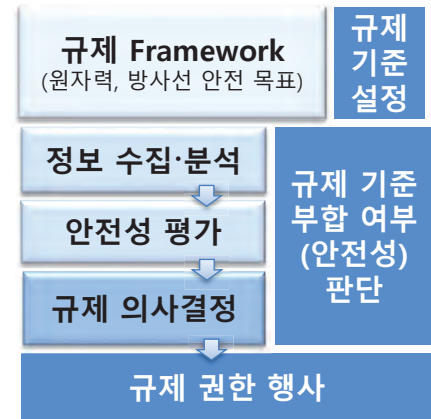 규제 Framework
(원자력, 방사선 안전 목표)
규제
기준
설정
정보 수집·분석
안전성 평가
규제 의사결정
규제 기준
부합 여부
(안전성)
판단
규제 권한 행사